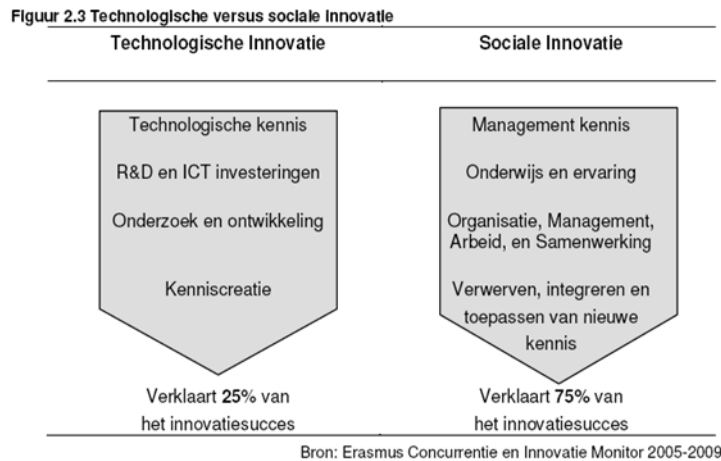 Figuur 2.3 Technologische versus sociale innovatie
Technologische Innovatie
Sociale Innovatie
Technologische kennis
R&D en ICT investeringen
Onderzoek en ontwikkeling
Kenniscreatie
Verklaart 25% van
het innovatiesucces
Management kennis
Onderwijs en ervaring
Organisatie, Management,
Arbeid, en Samenwerking
Verwerven, integreren en
toepassen van nieuwe
kennis
Verklaart 75% van
het innovatiesucces
Bron: Erasmus Concurrentie en Innovatie Monitor 2005-2009